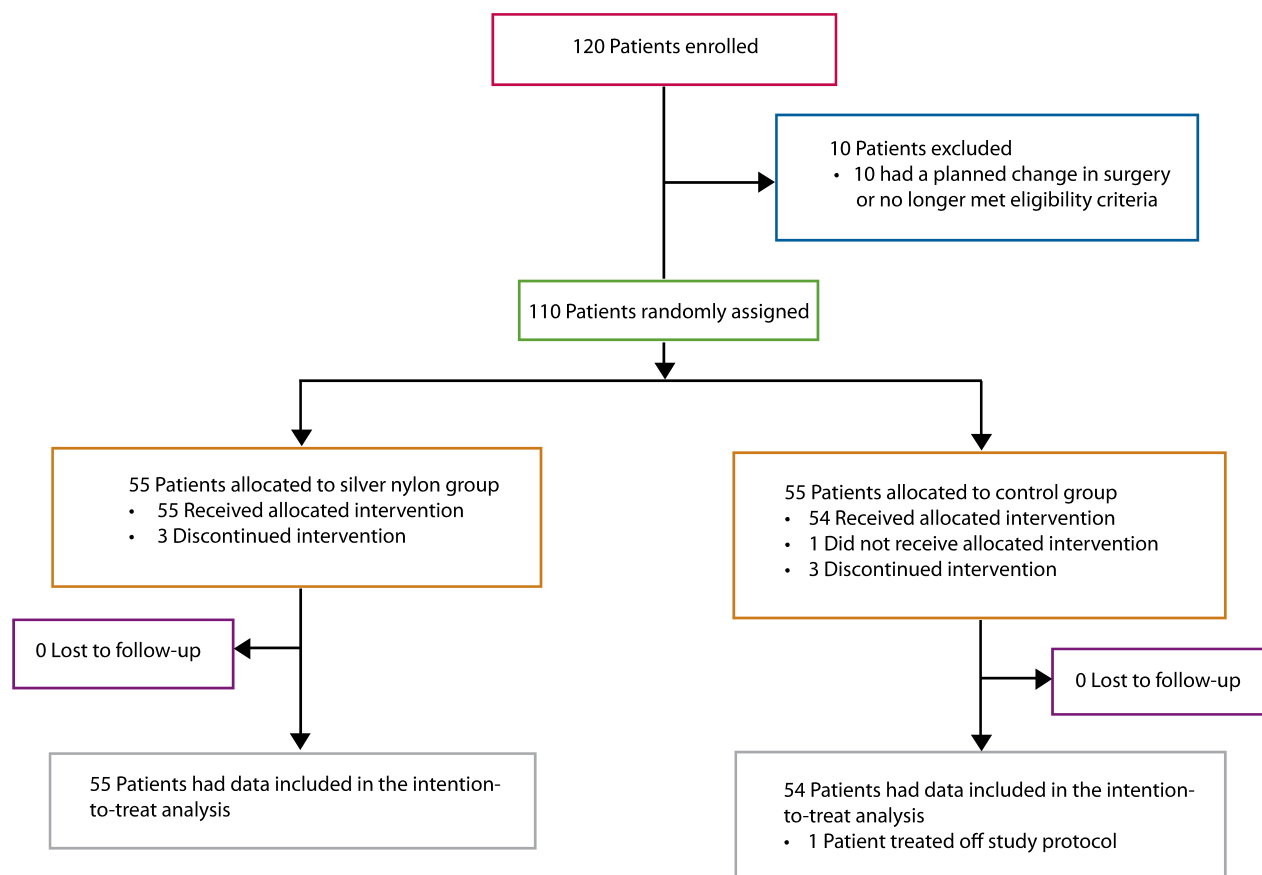 120 Patients enrolled
10 Patients excluded
• 10 had a planned change in surgery
or no longer met eligibility criteria
110 Patients randomly assigned
55 Patients allocated to silver nylon group
• 55 Received allocated intervention
• 3 Discontinued intervention
55 Patients allocated to control group
• 54 Received allocated intervention
• 1 Did not receive allocated intervention
• 3 Discontinued intervention
0 Lost to follow-up
0 Lost to follow-up
55 Patients had data included in the intention-
to-treat analysis
54 Patients had data included in the intention-
to-treat analysis
• 1 Patient treated off study protocol